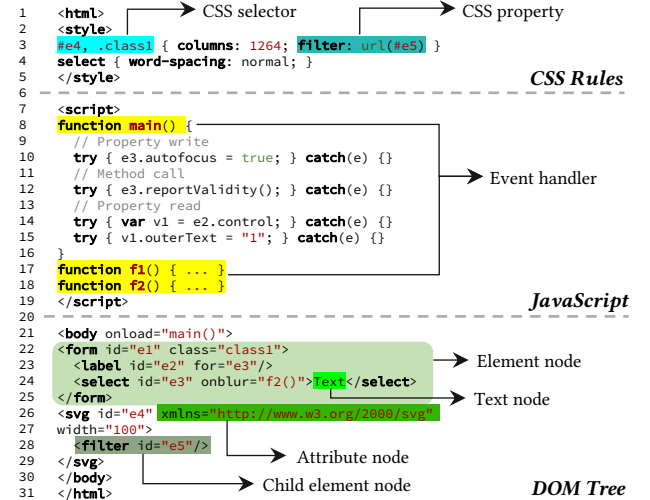 1 <html>
CSS selector
CSS property
2 <style>
3 #e4, .class1 { columns: 1264; filter: url(#e5) }
4 select { word-spacing: normal; }
5 </style>
CSS Rules
6
7 <script>
8 function main() {
9 // Property write
10 try { e3.autofocus = true; } catch(e) {}
11 // Method call
Event handler
12 try { e3.reportValidity(); } catch(e) {}
13 // Property read
14 try { var v1 = e2.control; } catch(e) {}
15 try { v1.outerText = "1"; } catch(e) {}
16 }
17 function f1() { ... }
18 function f2() { ... }
19 </script>
JavaScript
20
21 <body onload="main()">
22 <form id="e1" class="class1">
23 <label id="e2" for="e3"/>
Element node
24 <select id="e3" onblur="f2()">Text</select>
25 </form>
Text node
26 <svg id="e4" xmlns="http://www.w3.org/2000/svg"
27 width="100">
28 <filter id="e5"/>
29 </svg>
Attribute node
30 </body>
Child element node
DOM Tree
31 </html>